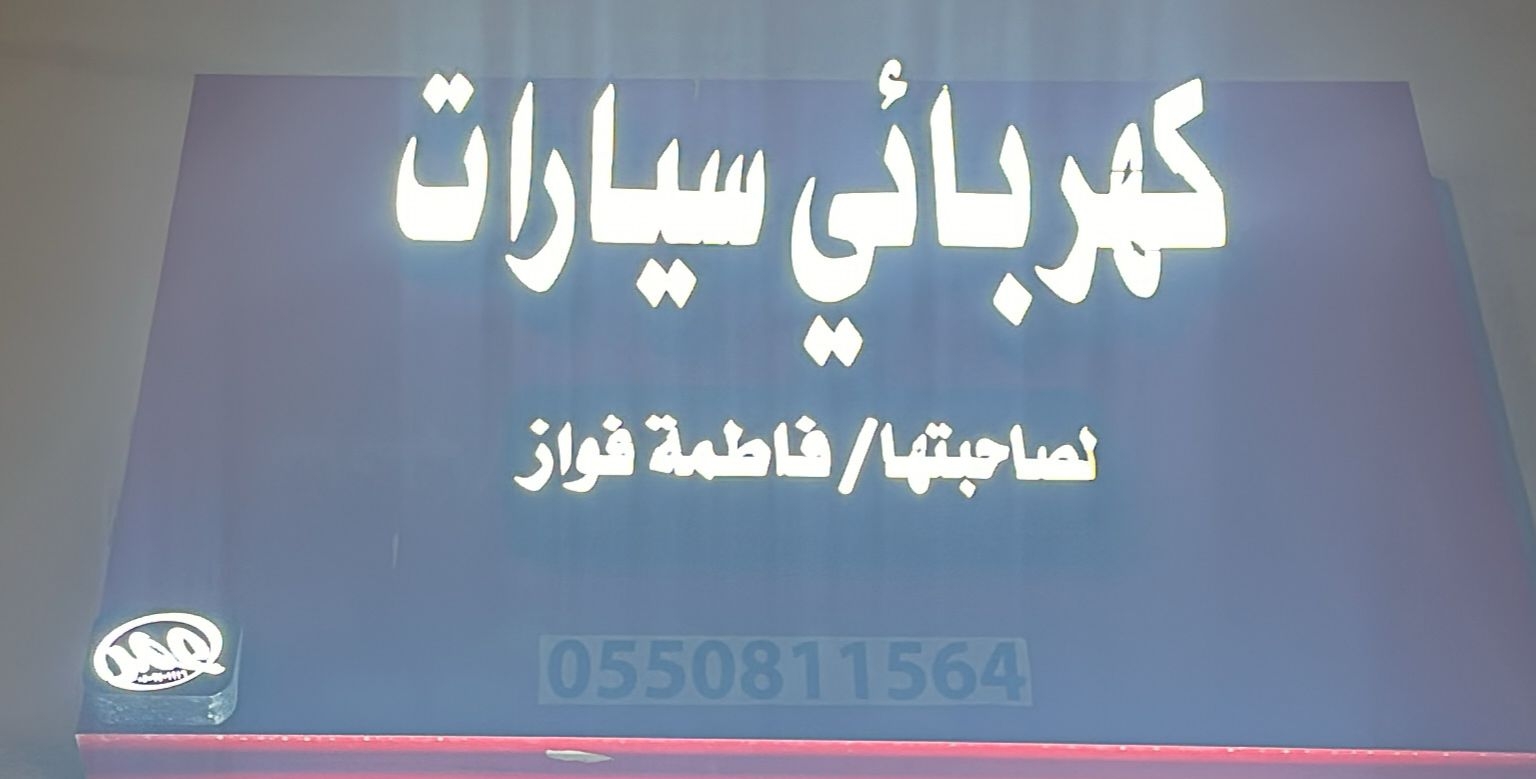 كهربائي سيارات
لصاحبتها/ فاطمة فواز
0550811564